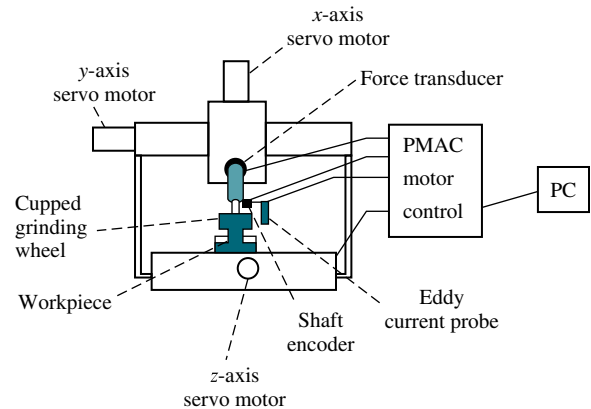 x-axis
servo motor
y-axis
servo motor
Force transducer
PMAC
motor
control
PC
Cupped
grinding
wheel
Workpiece
Eddy
current probe
Shaft
encoder
z-axis
servo motor